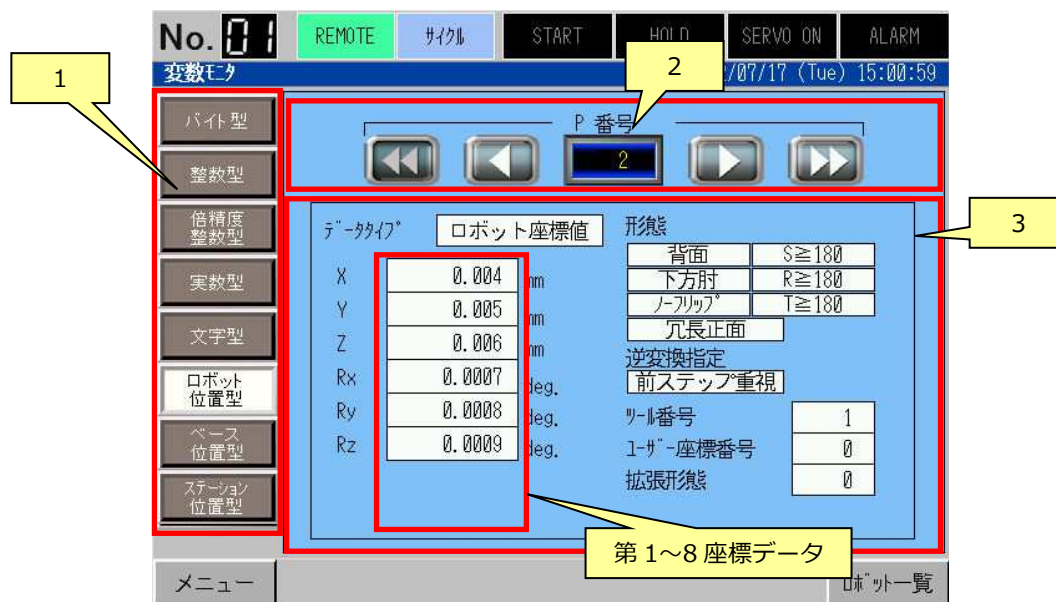 No. 01 REMOTE ｻｲｸﾙ START HOLD SERVO ON ALARM
変数ﾓﾆﾀ /07/17 (Tue) 15:00:59
1
2
3
バイト型
整数型
倍精度
整数型
実数型
文字型
ロボット
位置型
ベース
位置型
ステーション
位置型
P 番号
2
ﾃﾞｰﾀﾀｲﾌﾟ ロボット座標値
X 0.004 mm
Y 0.005 mm
Z 0.006 mm
Rx 0.0007 deg.
Ry 0.0008 deg.
Rz 0.0009 deg.
形態
背面 S≧180
下方肘 R≧180
ﾉｰﾌﾘｯﾌﾟ T≧180
冗長正面
逆変換指定
前ステップ重視
ﾂｰﾙ番号 1
ﾕｰｻﾞｰ座標番号 0
拡張形態 0
第 1～8 座標データ
メニュー
ﾛﾎﾞｯﾄ一覧